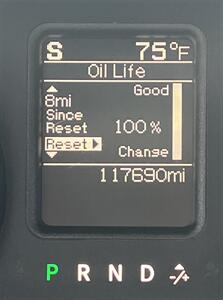 S 75°F
Oil Life
Good
8mi
Since
Reset 100%
Reset
Change
117690mi
P R N D -/+